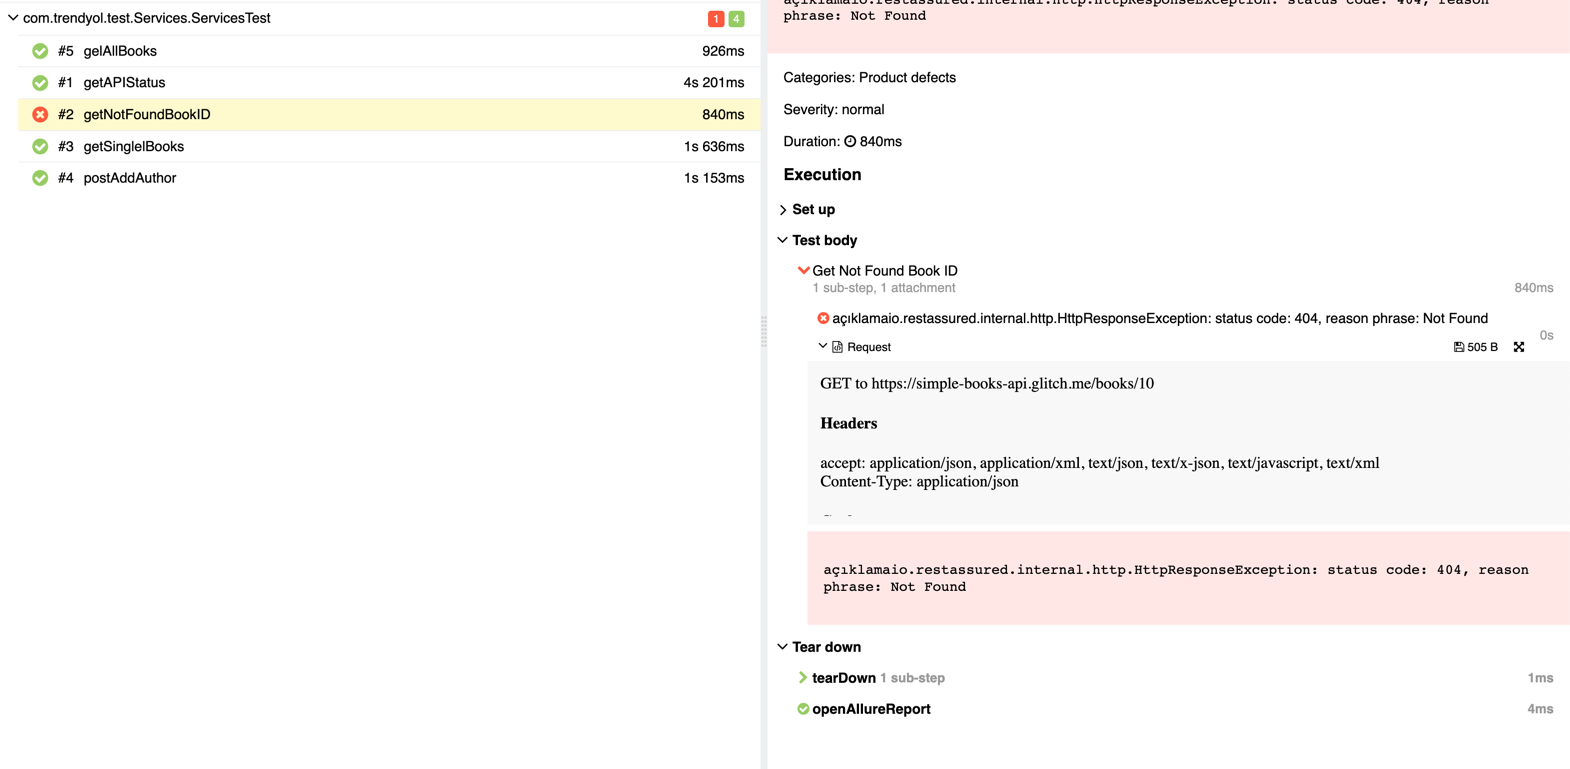 com.trendyol.test.Services.ServicesTest 1 4
#5 gelAllBooks 926ms
#1 getAPIStatus 4s 201ms
#2 getNotFoundBookID 840ms
#3 getSinglelBooks 1s 636ms
#4 postAddAuthor 1s 153ms
açıklamaio.restassured.internal.http.HttpResponseException: status code: 404, reason
phrase: Not Found
Categories: Product defects
Severity: normal
Duration: 840ms
Execution
Set up
Test body
Get Not Found Book ID
1 sub-step, 1 attachment 840ms
açıklamaio.restassured.internal.http.HttpResponseException: status code: 404, reason phrase: Not Found
0s
Request 505 B
GET to https://simple-books-api.glitch.me/books/10
Headers
accept: application/json, application/xml, text/json, text/x-json, text/javascript, text/xml
Content-Type: application/json
açıklamaio.restassured.internal.http.HttpResponseException: status code: 404, reason
phrase: Not Found
Tear down
tearDown 1 sub-step 1ms
openAllureReport 4ms